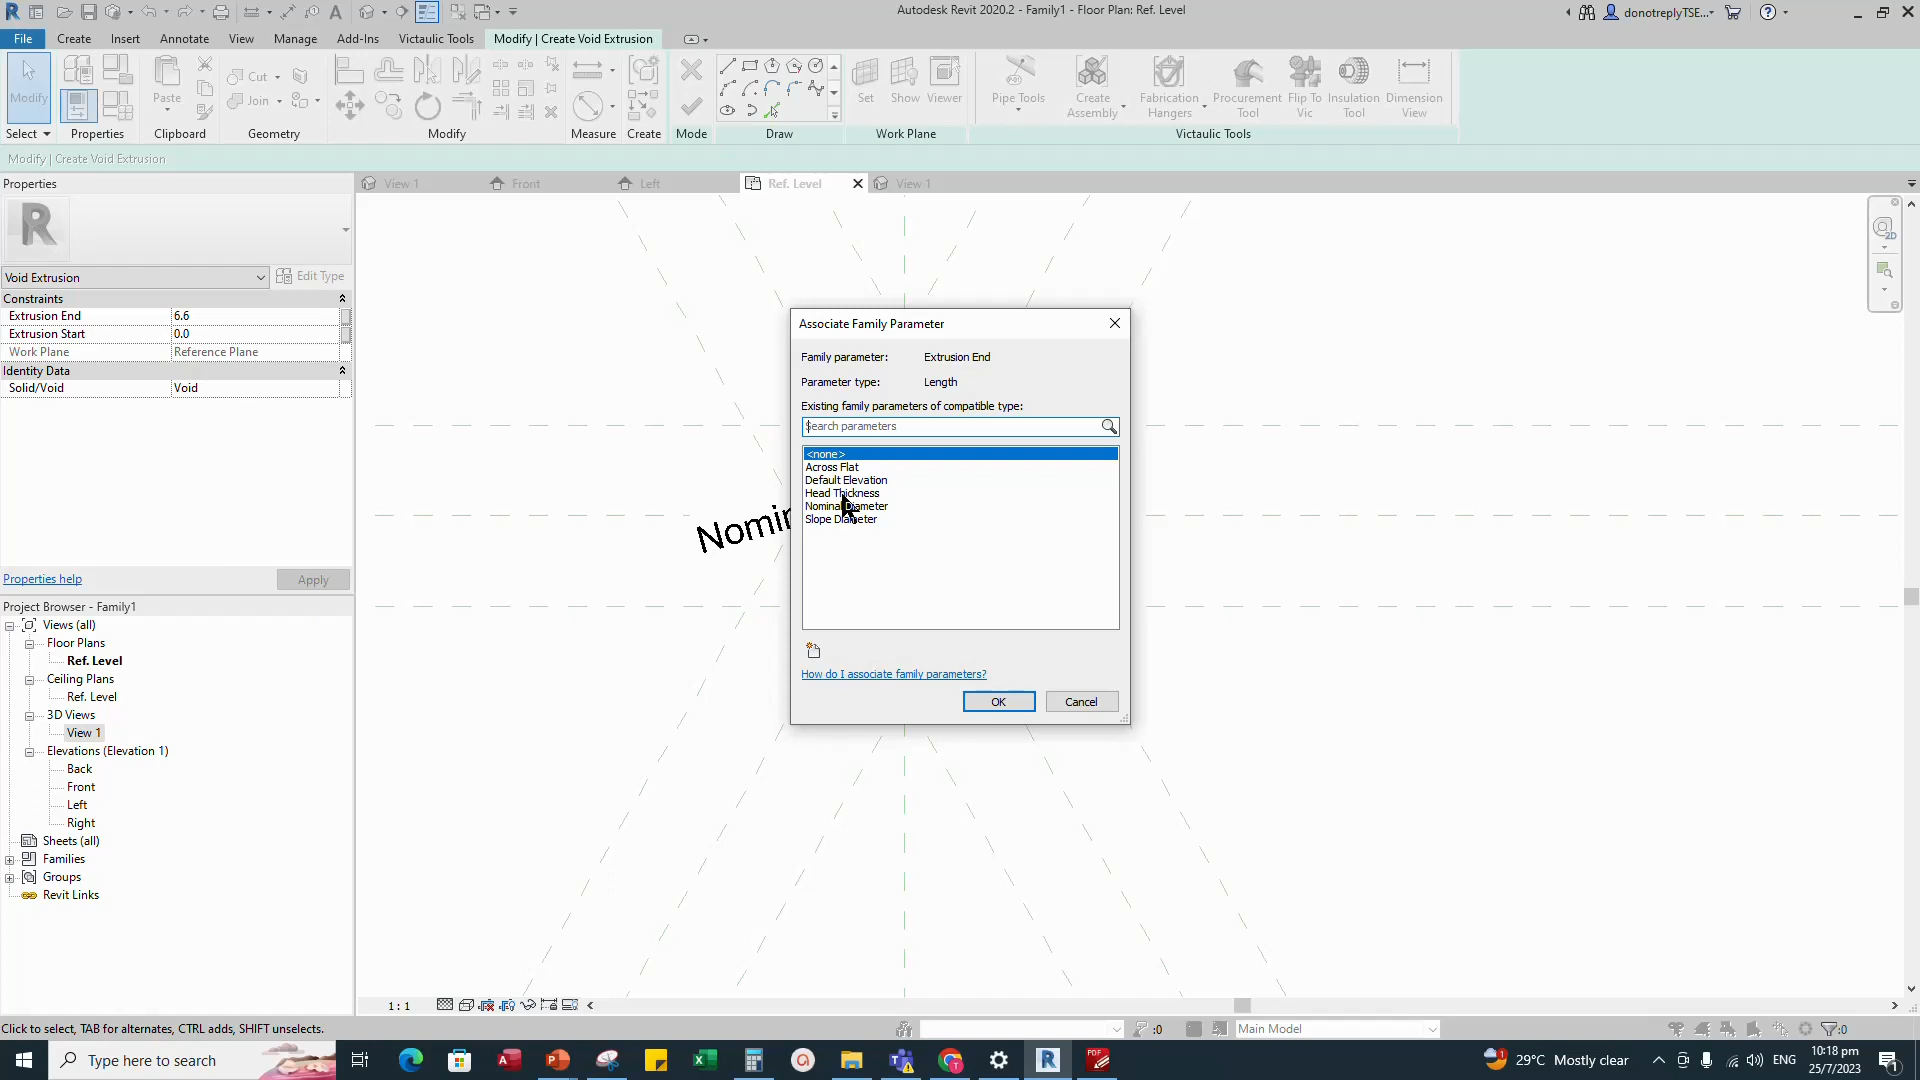 Autodesk Revit 2020.2 - Family1 - Floor Plan: Ref. Level
donotreplyTSE...
File Create Insert Annotate View Manage Add-Ins Victaulic Tools Modify | Create Void Extrusion
Modify Paste Cut Join Set Show Viewer Pipe Tools Create Assembly Fabrication Hangers Procurement Tool Flip To Vic Insulation Tool Dimension View
Select Properties Clipboard Geometry Modify Measure Create Mode Draw Work Plane Victaulic Tools
Modify | Create Void Extrusion
Properties
View 1 Front Left Ref. Level View 1
R
Void Extrusion Edit Type
Constraints
Extrusion End 6.6
Extrusion Start 0.0
Work Plane Reference Plane
Identity Data
Solid/Void Void
Properties help Apply
Project Browser - Family1
Views (all)
Floor Plans
Ref. Level
Ceiling Plans
Ref. Level
3D Views
View 1
Elevations (Elevation 1)
Back
Front
Left
Right
Sheets (all)
Families
Groups
Revit Links
Associate Family Parameter
Family parameter: Extrusion End
Parameter type: Length
Existing family parameters of compatible type:
Search parameters
<none>
Across Flat
Default Elevation
Head Thickness
Nominal Diameter
Slope Diameter
How do I associate family parameters?
OK Cancel
2D
1 : 1
Click to select, TAB for alternates, CTRL adds, SHIFT unselects.
:0 Main Model :0
Type here to search
29°C Mostly clear
ENG
10:18 pm
25/7/2023